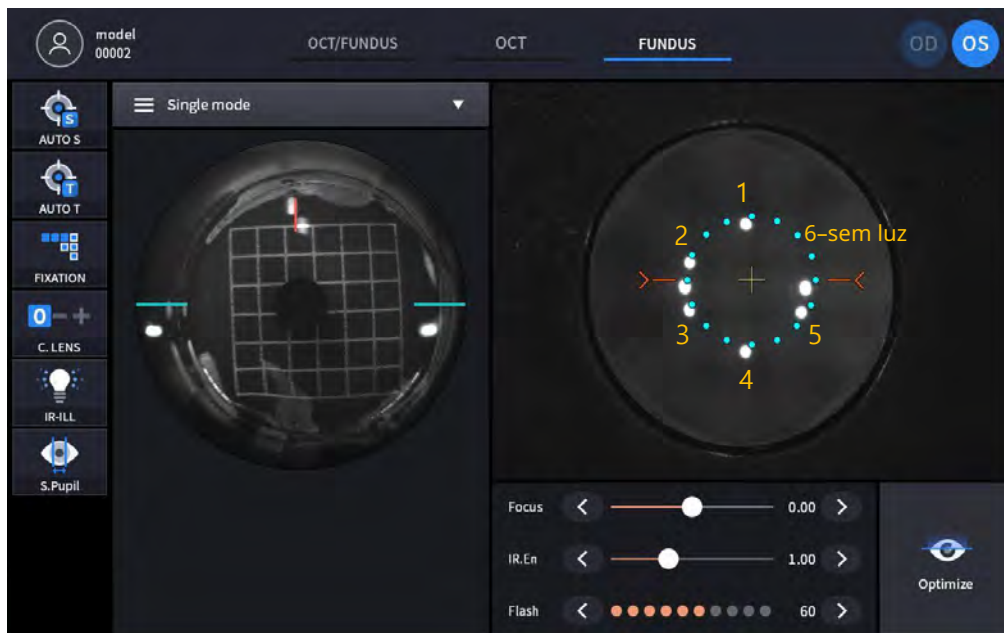 model
00002
OCT/FUNDUS
OCT
FUNDUS
OD
OS
S
AUTO S
T
AUTO T
FIXATION
0 - +
C. LENS
IR-ILL
S.Pupil
Single mode
1
2
6-sem luz
3
5
4
Focus
0.00
IR.En
1.00
Flash
60
Optimize